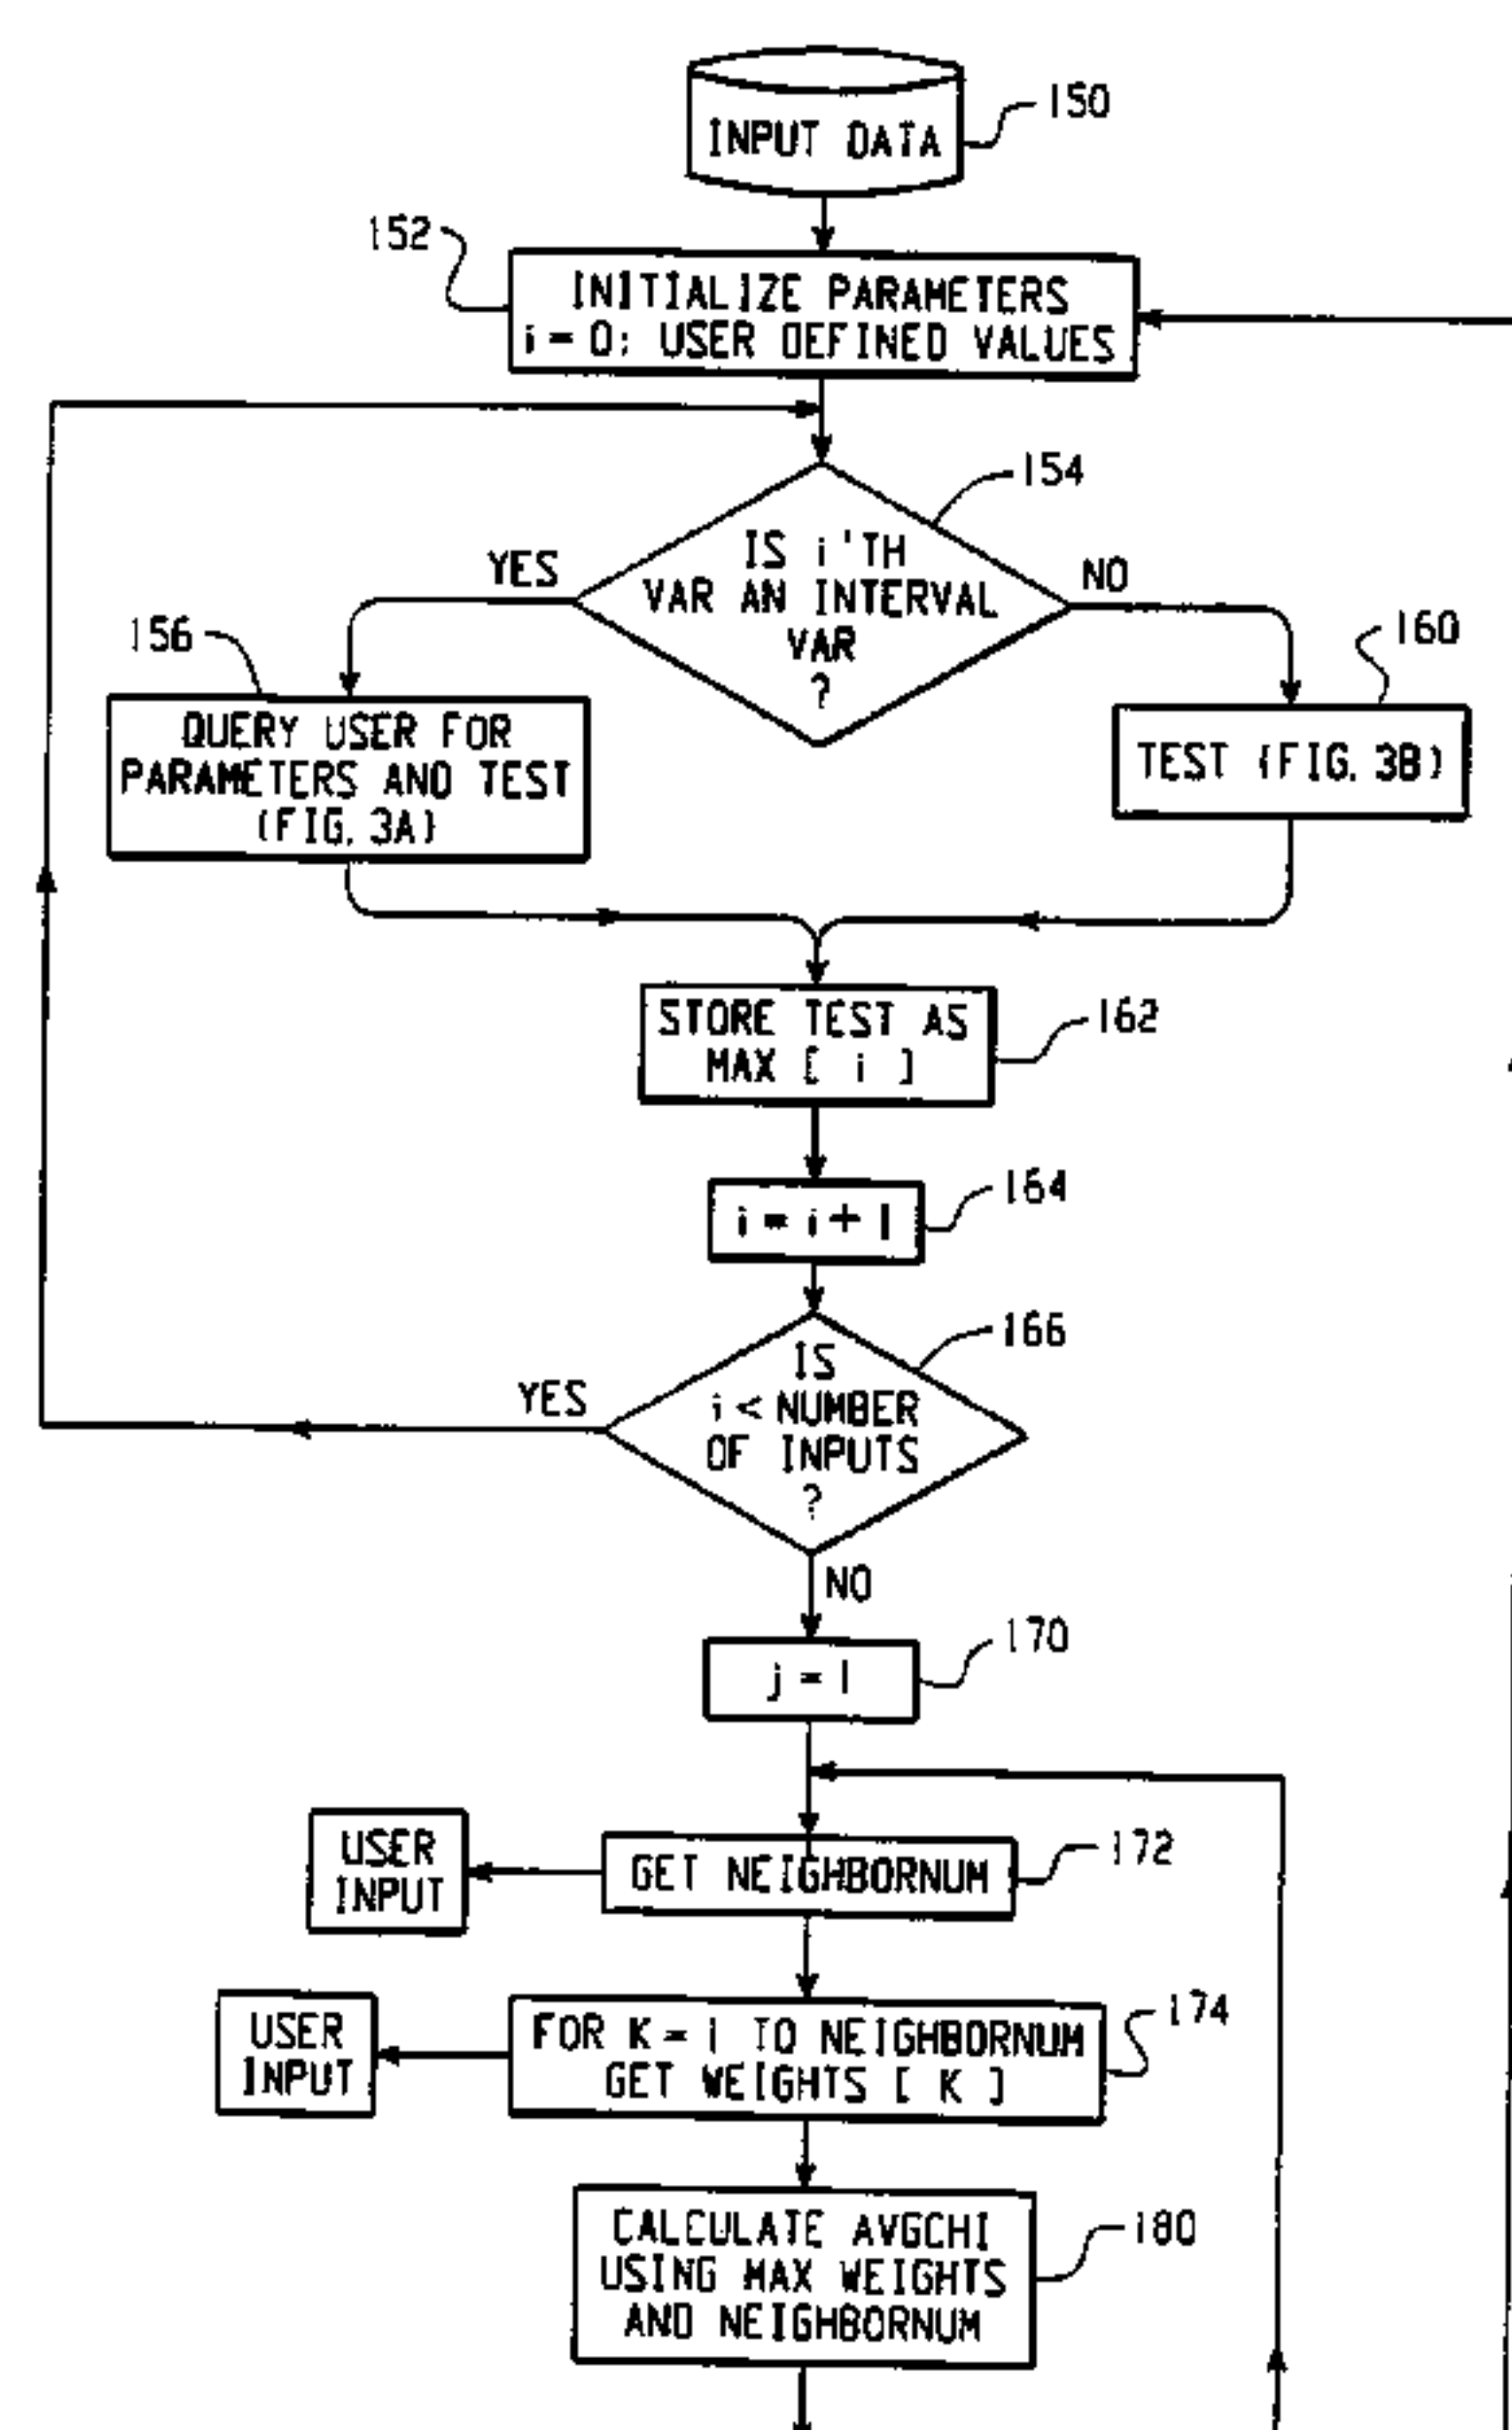 150
INPUT DATA
152
INITIALIZE PARAMETERS
i = 0; USER DEFINED VALUES
154
IS i'TH
VAR AN INTERVAL
VAR
?
YES
NO
156
QUERY USER FOR
PARAMETERS AND TEST
(FIG. 3A)
160
TEST (FIG. 3B)
STORE TEST AS
MAX [ i ]
162
164
i = i + 1
166
IS
i < NUMBER
OF INPUTS
?
YES
NO
170
j = 1
USER
INPUT
GET NEIGHBORNUM
172
USER
INPUT
FOR K = 1 TO NEIGHBORNUM
GET WEIGHTS [ K ]
174
CALCULATE AVGCHI
USING MAX WEIGHTS
AND NEIGHBORNUM
180